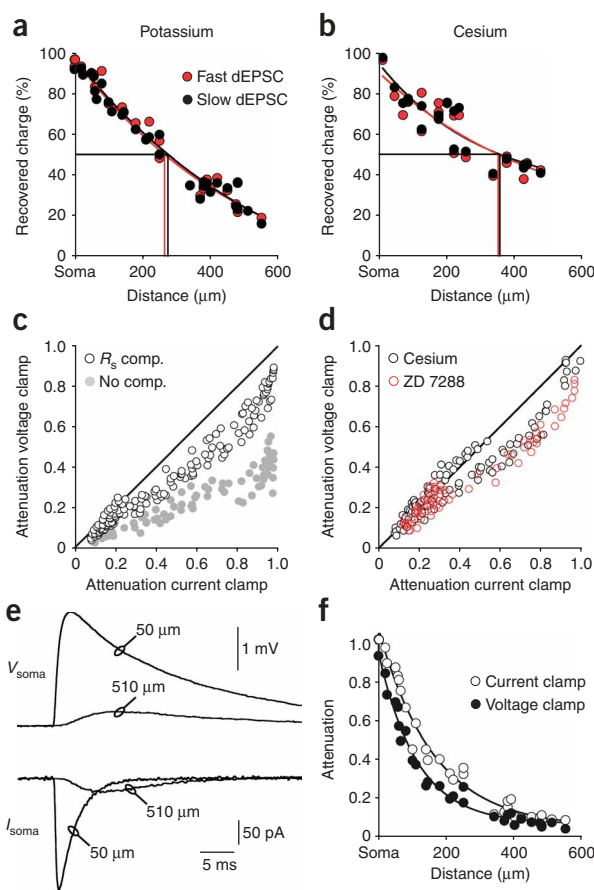 a
Potassium
Recovered charge (%)
100
80
60
40
20
0
Fast dEPSC
Slow dEPSC
Soma
200
400
600
Distance (μm)
b
Cesium
Recovered charge (%)
100
80
60
40
20
0
Soma
200
400
600
Distance (μm)
c
Attenuation voltage clamp
1.0
0.8
0.6
0.4
0.2
0
Rs comp.
No comp.
0
0.2
0.4
0.6
0.8
1.0
Attenuation current clamp
d
Attenuation voltage clamp
1.0
0.8
0.6
0.4
0.2
0
Cesium
ZD 7288
0
0.2
0.4
0.6
0.8
1.0
Attenuation current clamp
e
50 μm
1 mV
Vsoma
510 μm
Isoma
510 μm
50 μm
50 pA
5 ms
f
Attenuation
1.0
0.8
0.6
0.4
0.2
0
Current clamp
Voltage clamp
Soma
200
400
600
Distance (μm)